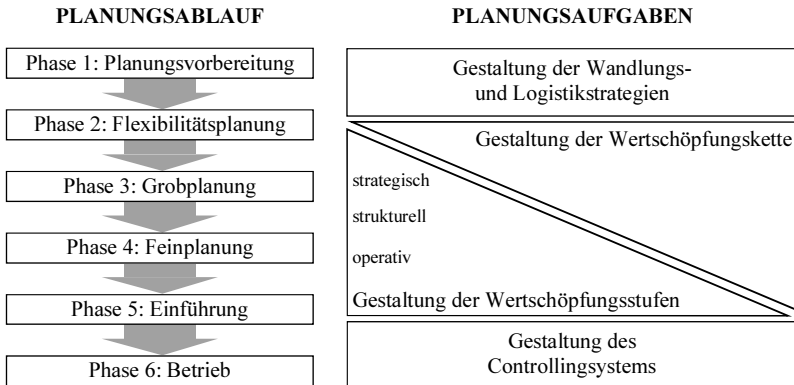 PLANUNGSABLAUF
Phase 1: Planungsvorbereitung
Phase 2: Flexibilitätsplanung
Phase 3: Grobplanung
Phase 4: Feinplanung
Phase 5: Einführung
Phase 6: Betrieb
PLANUNGSAUFGABEN
Gestaltung der Wandlungs-
und Logistikstrategien
Gestaltung der Wertschöpfungskette
strategisch
strukturell
operativ
Gestaltung der Wertschöpfungsstufen
Gestaltung des
Controllingsystems